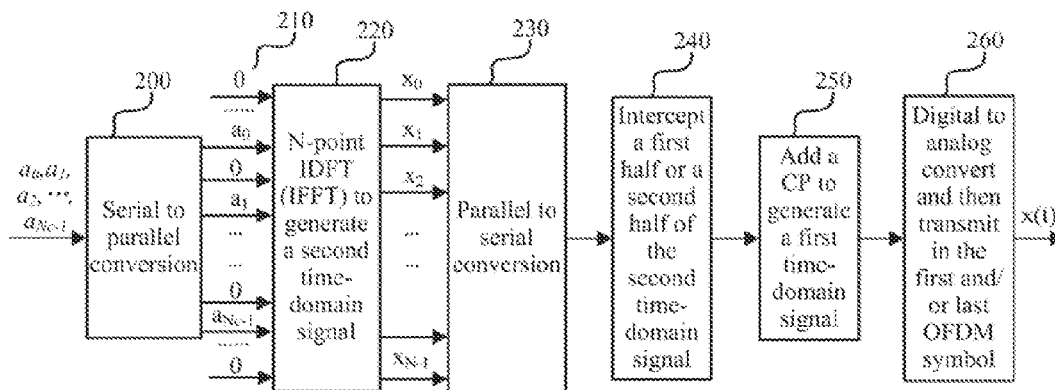 200
210
220
230
240
250
260
a₀,a₁,
a₂,⋯,
a_Nc-1
Serial to
parallel
conversion
0
......
a₀
0
a₁
...
...
0
a_Nc-1
......
0
N-point
IDFT
(IFFT) to
generate
a second
time-
domain
signal
x₀
x₁
x₂
...
...
x_N-1
Parallel to
serial
conversion
Intercept
a first
half or a
second
half of
the
second
time-
domain
signal
Add a
CP to
generate
a first
time-
domain
signal
Digital to
analog
convert
and then
transmit
in the
first and/
or last
OFDM
symbol
x(t)